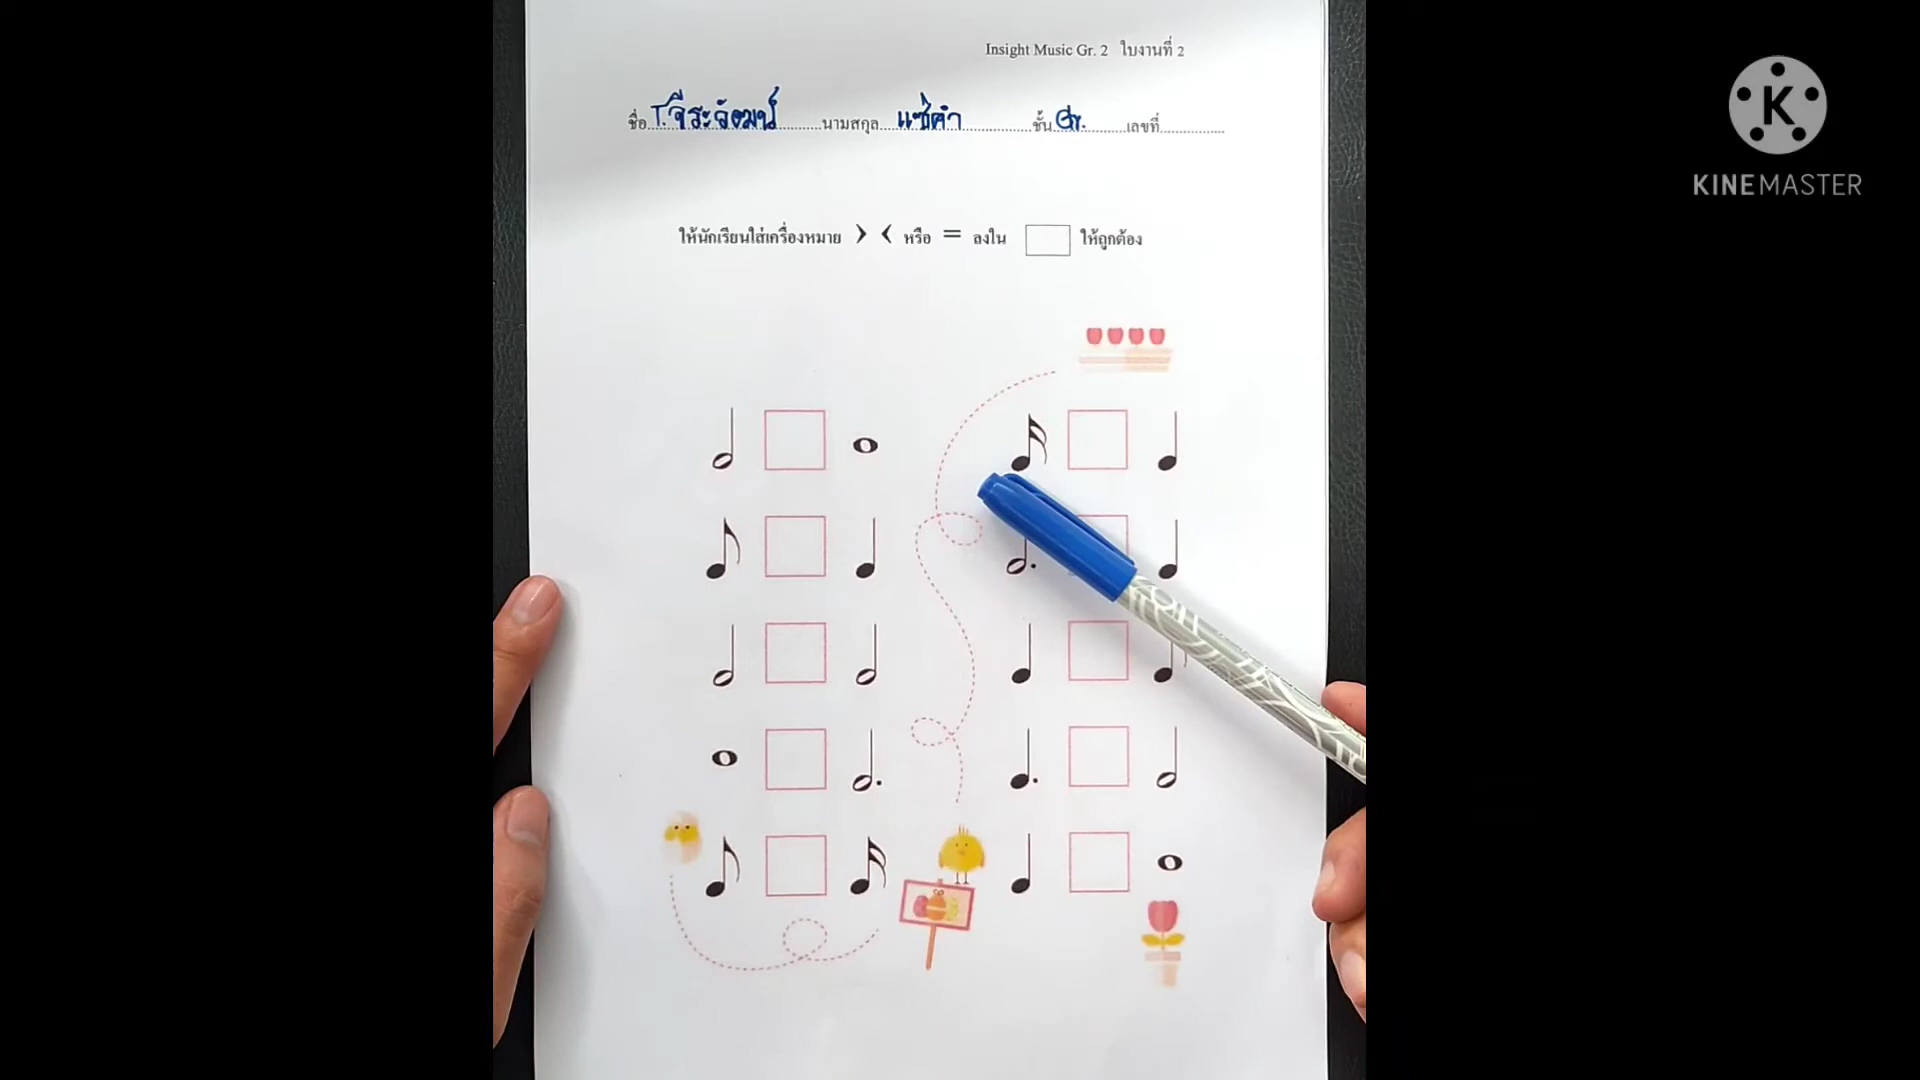 Insight Music Gr. 2 ใบงานที่ 2
ชื่อ T.จีระวัฒน์ นามสกุล แซ่คำ ชั้น Gr. เลขที่
ให้นักเรียนใส่เครื่องหมาย > < หรือ = ลงใน ให้ถูกต้อง
K
KINEMASTER